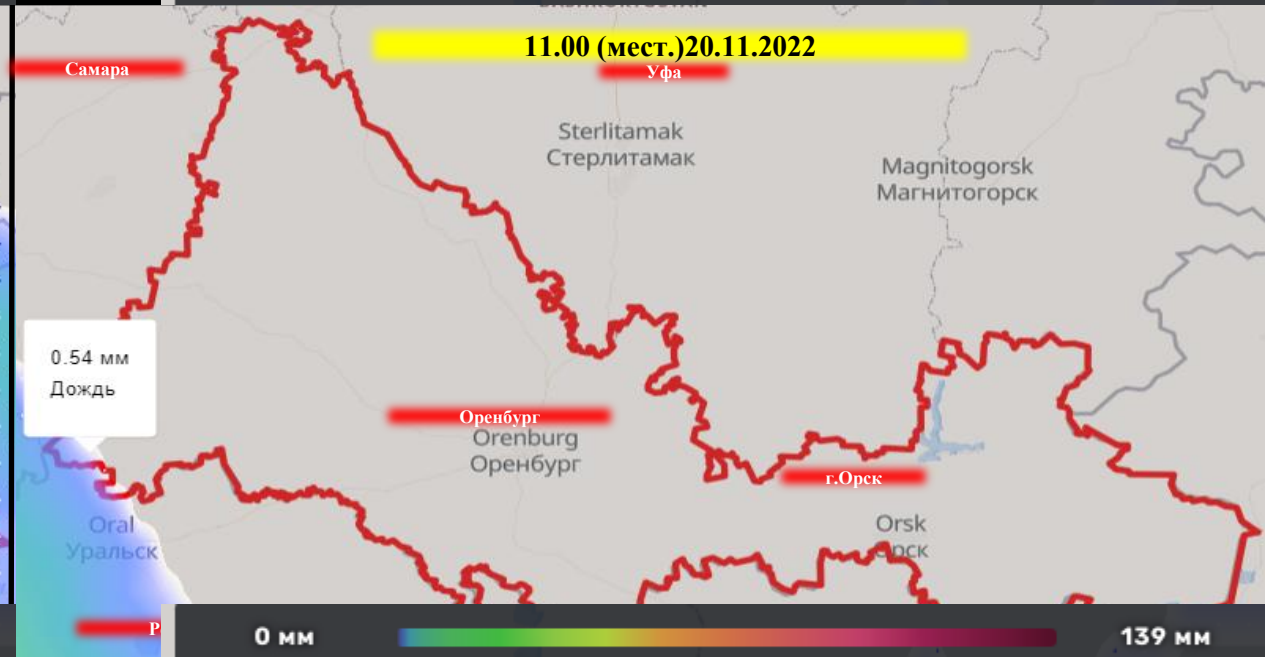 11.00 (мест.)20.11.2022
Самара
Уфа
Sterlitamak
Стерлитамак
Magnitogorsk
Магнитогорск
0.54 мм
Дождь
Оренбург
Orenburg
Оренбург
г.Орск
Oral
Уральск
Orsk
Орск
0 мм
139 мм